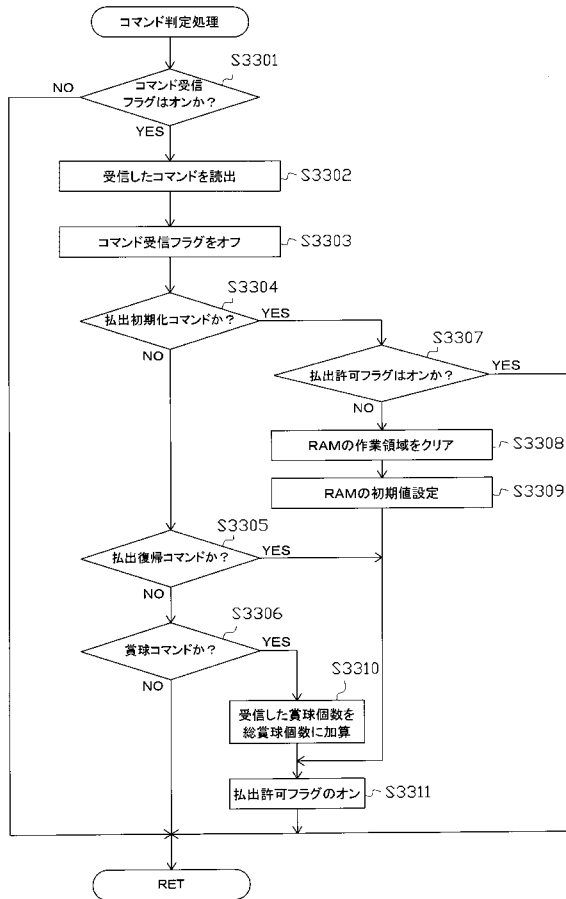 コマンド判定処理
S3301
コマンド受信
フラグはオンか？
NO
YES
受信したコマンドを読出
S3302
コマンド受信フラグをオフ
S3303
S3304
払出初期化コマンドか？
YES
NO
S3307
払出許可フラグはオンか？
YES
NO
RAMの作業領域をクリア
S3308
RAMの初期値設定
S3309
S3305
払出復帰コマンドか？
YES
NO
S3306
賞球コマンドか？
YES
NO
S3310
受信した賞球個数を
総賞球個数に加算
払出許可フラグのオン
S3311
RET